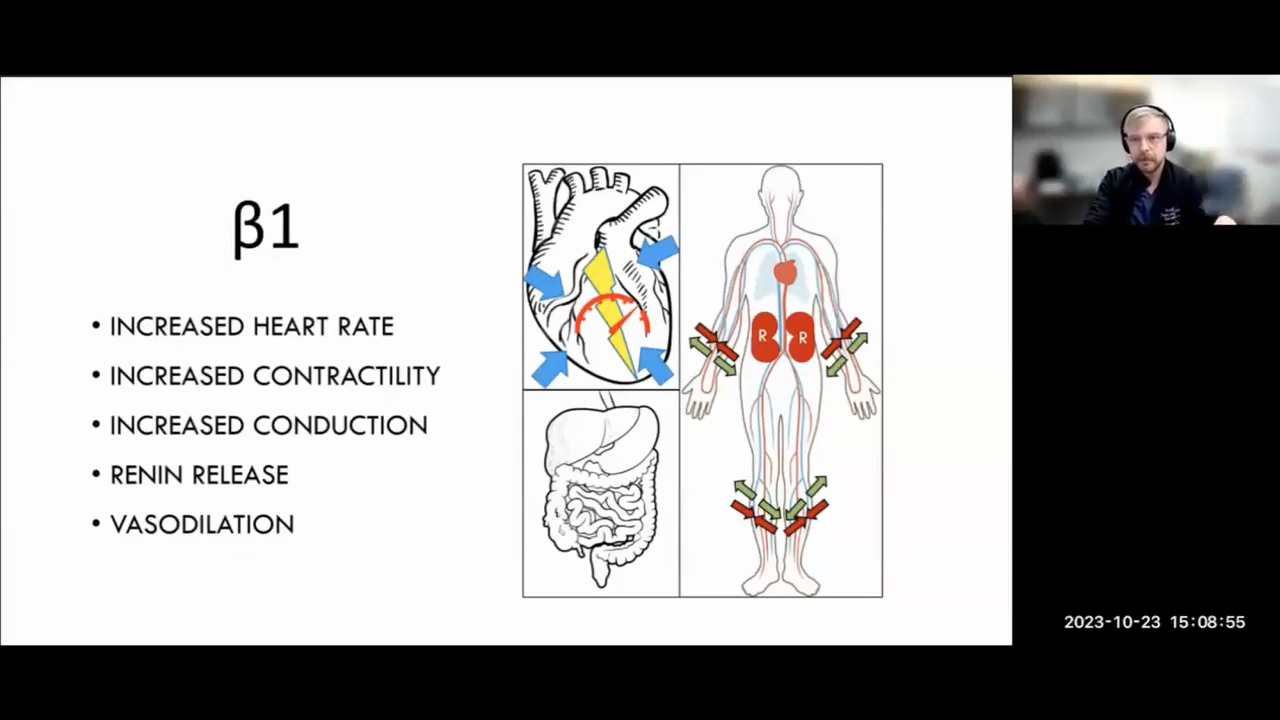 β1
• INCREASED HEART RATE
• INCREASED CONTRACTILITY
• INCREASED CONDUCTION
• RENIN RELEASE
• VASODILATION
R R
2023-10-23 15:08:55